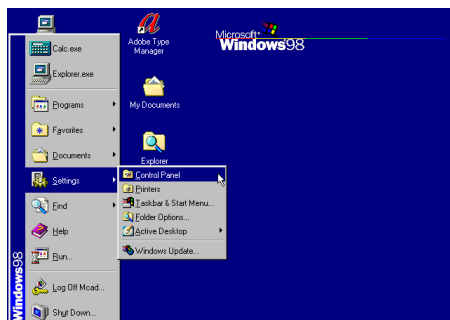 Adobe Type
Manager
Microsoft
Windows98
My Documents
Explorer
Calc.exe
Explorer.exe
Programs
Favorites
Documents
Settings
Find
Help
Run...
Log Off Mcad...
Shut Down...
Windows98
Control Panel
Printers
Taskbar & Start Menu...
Folder Options...
Active Desktop
Windows Update...